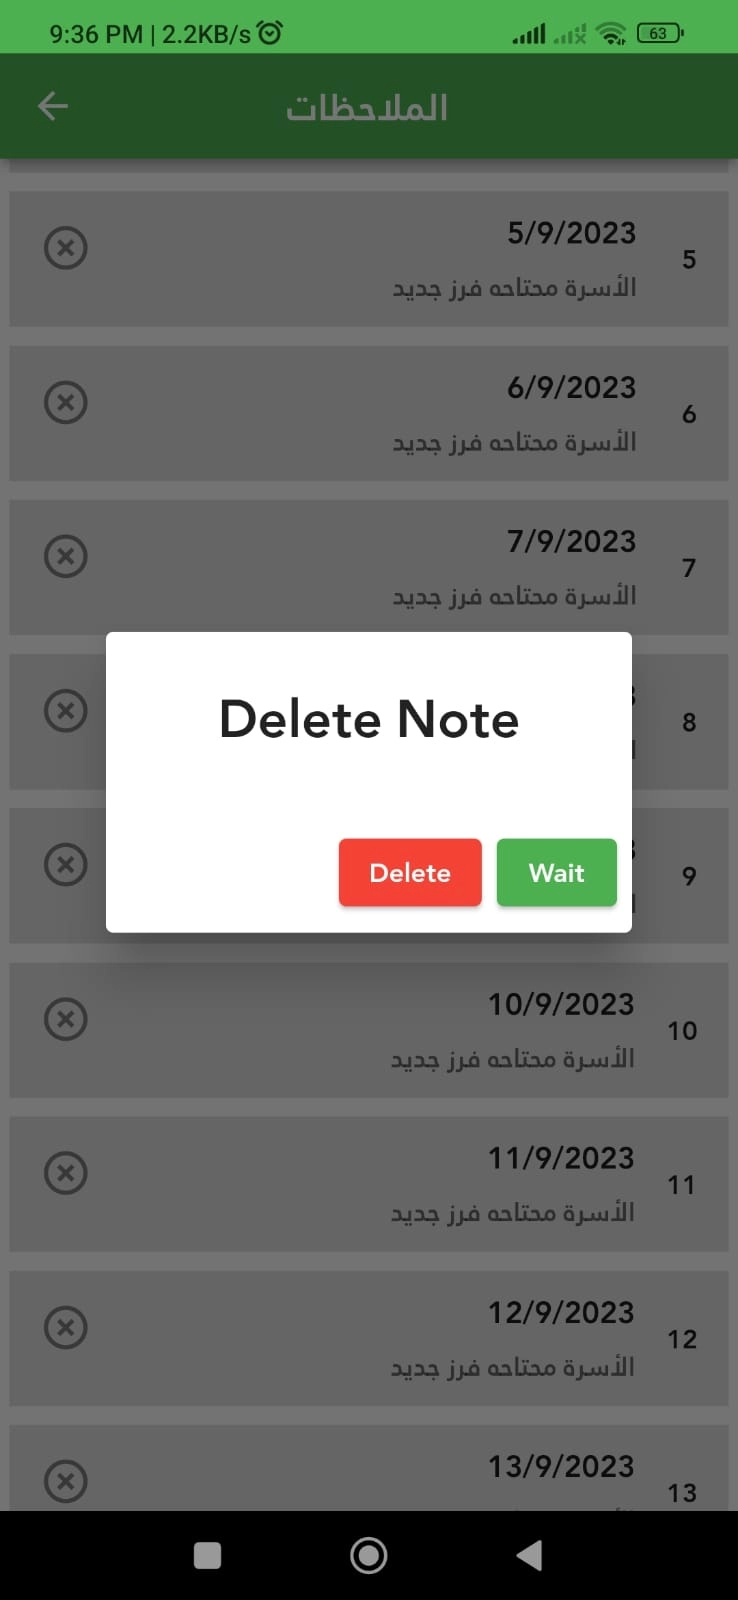 9:36 PM | 2.2KB/s
63
الملاحظات
5/9/2023
5
الأسرة محتاجه فرز جديد
6/9/2023
6
الأسرة محتاجه فرز جديد
7/9/2023
7
الأسرة محتاجه فرز جديد
8
Delete Note
Delete
Wait
9
10/9/2023
10
الأسرة محتاجه فرز جديد
11/9/2023
11
الأسرة محتاجه فرز جديد
12/9/2023
12
الأسرة محتاجه فرز جديد
13/9/2023
13